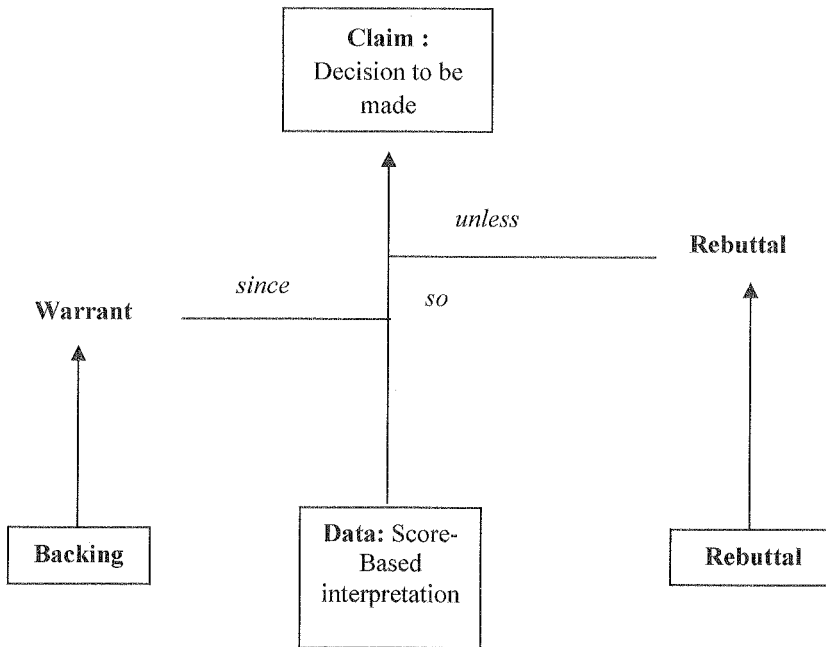 Claim :
Decision to be
made
unless
Rebuttal
since
so
Warrant
Backing
Data: Score-
Based
interpretation
Rebuttal